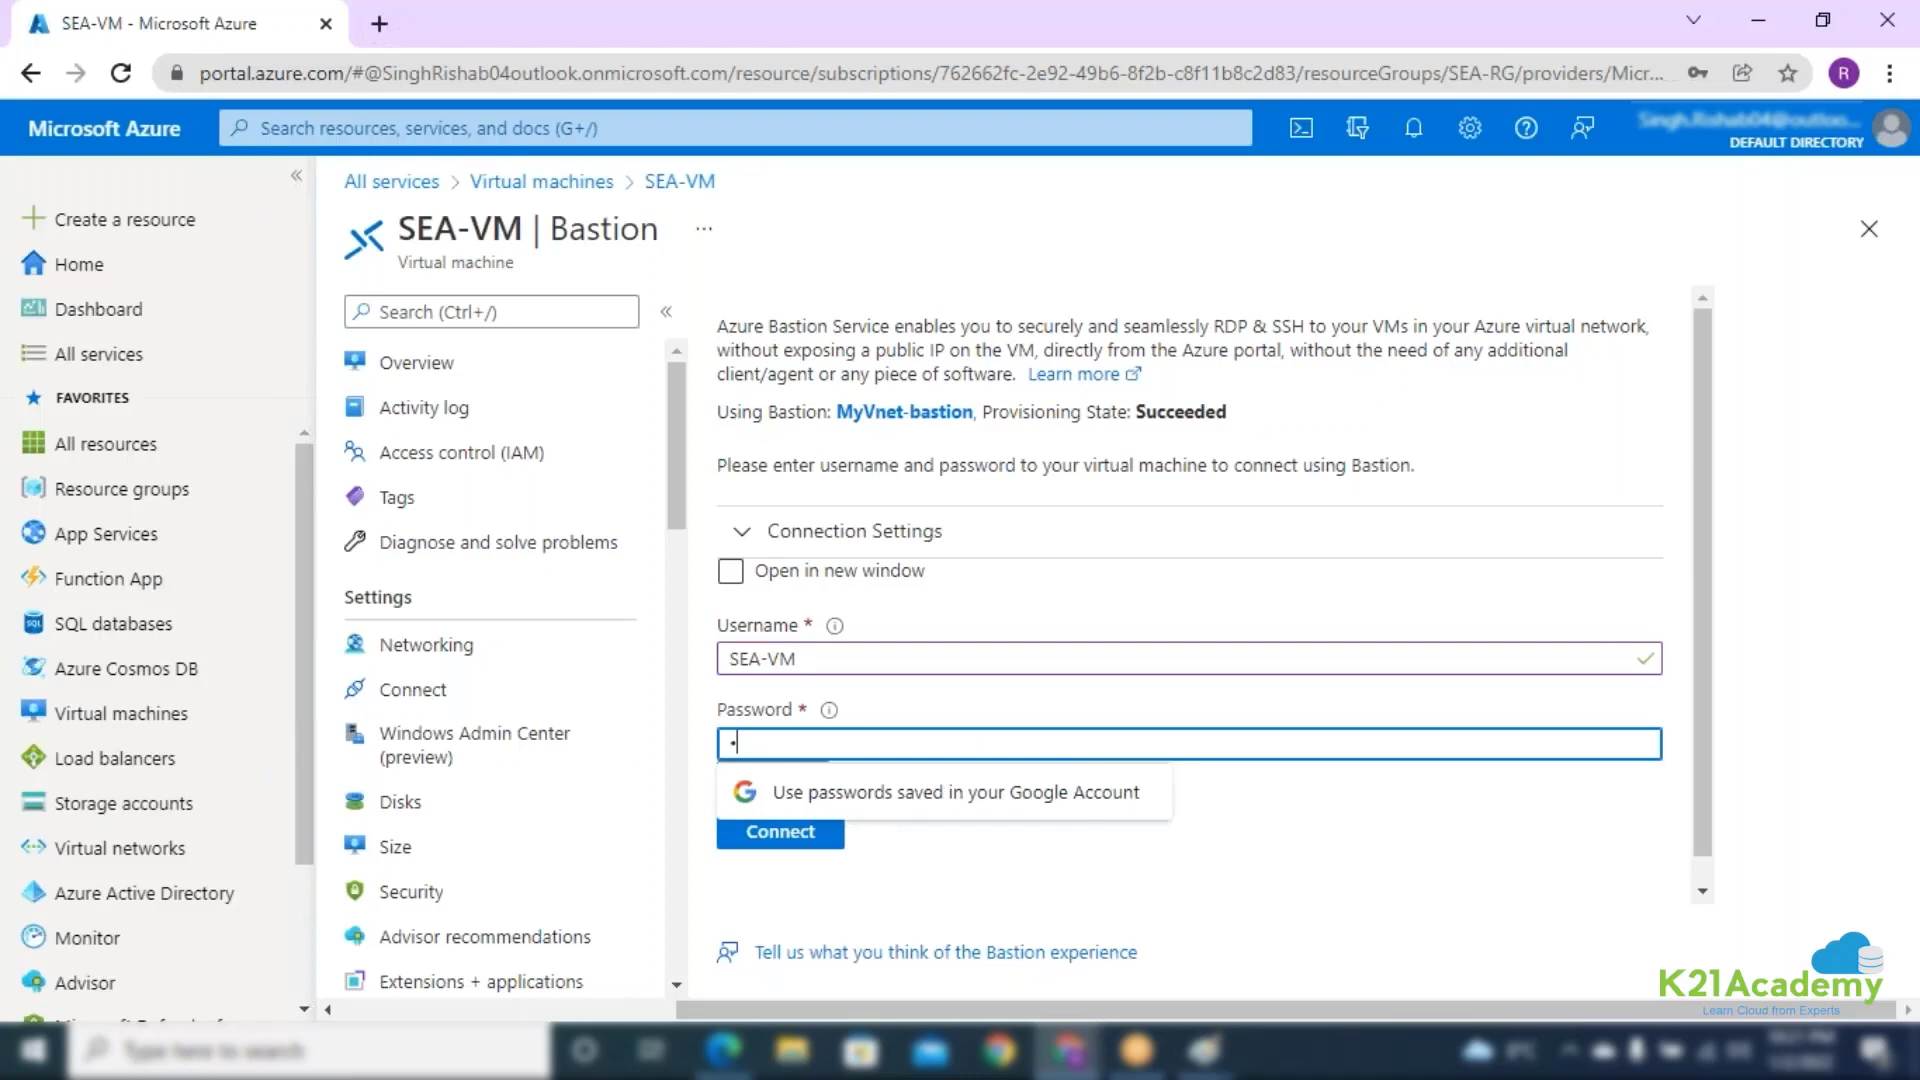 SEA-VM - Microsoft Azure
portal.azure.com/#@SinghRishab04outlook.onmicrosoft.com/resource/subscriptions/762662fc-2e92-49b6-8f2b-c8f11b8c2d83/resourceGroups/SEA-RG/providers/Micr...
R
Microsoft Azure
Search resources, services, and docs (G+/)
DEFAULT DIRECTORY
Create a resource
Home
Dashboard
All services
FAVORITES
All resources
Resource groups
App Services
Function App
SQL databases
Azure Cosmos DB
Virtual machines
Load balancers
Storage accounts
Virtual networks
Azure Active Directory
Monitor
Advisor
All services > Virtual machines > SEA-VM
SEA-VM | Bastion ...
Virtual machine
Search (Ctrl+/)
Overview
Activity log
Access control (IAM)
Tags
Diagnose and solve problems
Settings
Networking
Connect
Windows Admin Center
(preview)
Disks
Size
Security
Advisor recommendations
Extensions + applications
Azure Bastion Service enables you to securely and seamlessly RDP & SSH to your VMs in your Azure virtual network,
without exposing a public IP on the VM, directly from the Azure portal, without the need of any additional
client/agent or any piece of software. Learn more
Using Bastion: MyVnet-bastion, Provisioning State: Succeeded
Please enter username and password to your virtual machine to connect using Bastion.
Connection Settings
Open in new window
Username *
SEA-VM
Password *
•
Use passwords saved in your Google Account
Connect
Tell us what you think of the Bastion experience
K21Academy
Learn Cloud from Experts
Type here to search